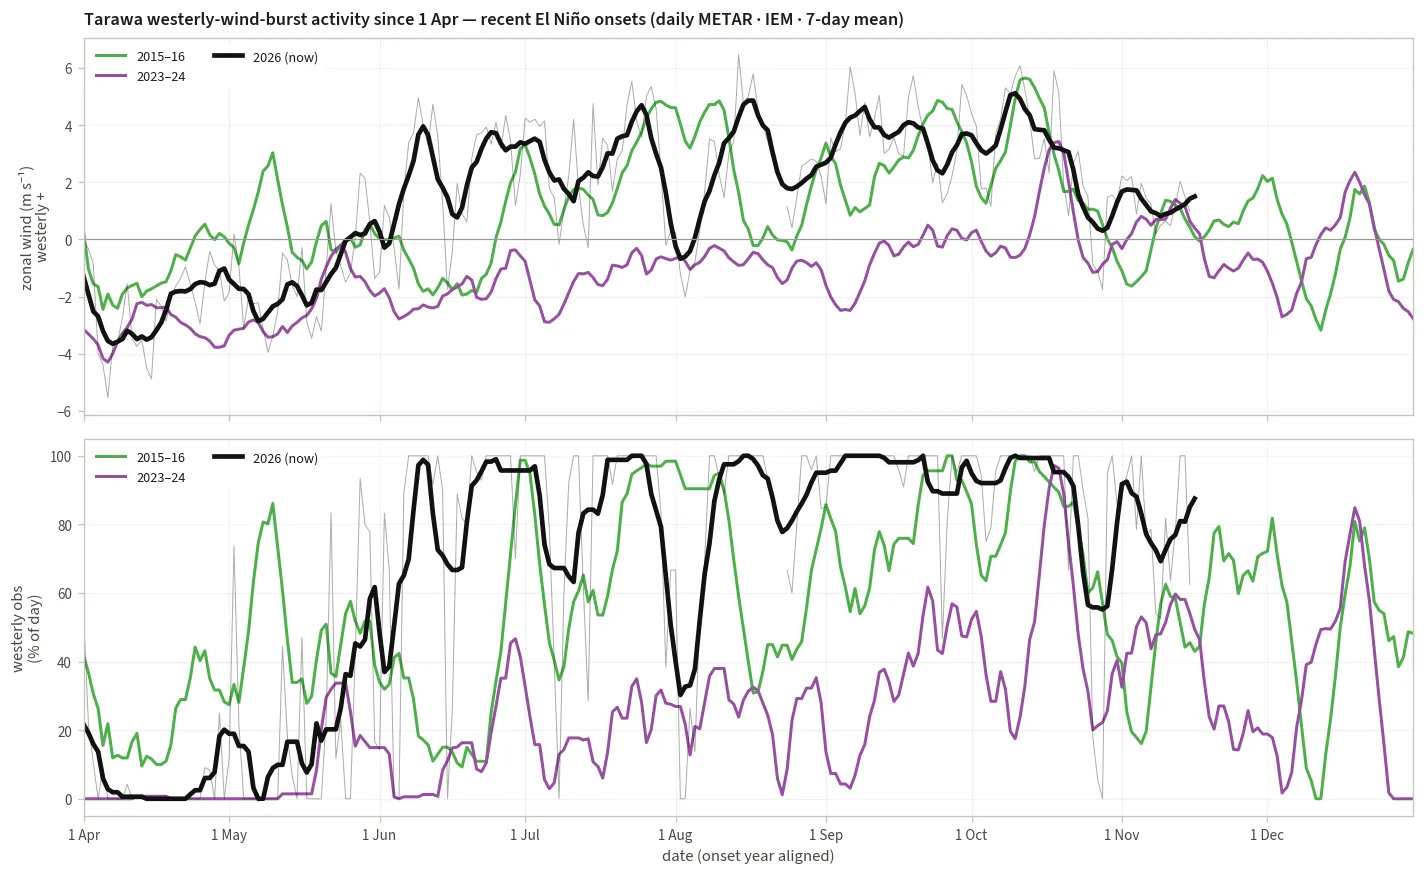 Tarawa westerly-wind-burst activity since 1 Apr — recent El Niño onsets (daily METAR · IEM · 7-day mean)
2015–16
2023–24
2026 (now)
zonal wind (m s⁻¹)
westerly +
6
4
2
0
−2
−4
−6
2015–16
2023–24
2026 (now)
westerly obs
(% of day)
100
80
60
40
20
0
1 Apr
1 May
1 Jun
1 Jul
1 Aug
1 Sep
1 Oct
1 Nov
1 Dec
date (onset year aligned)